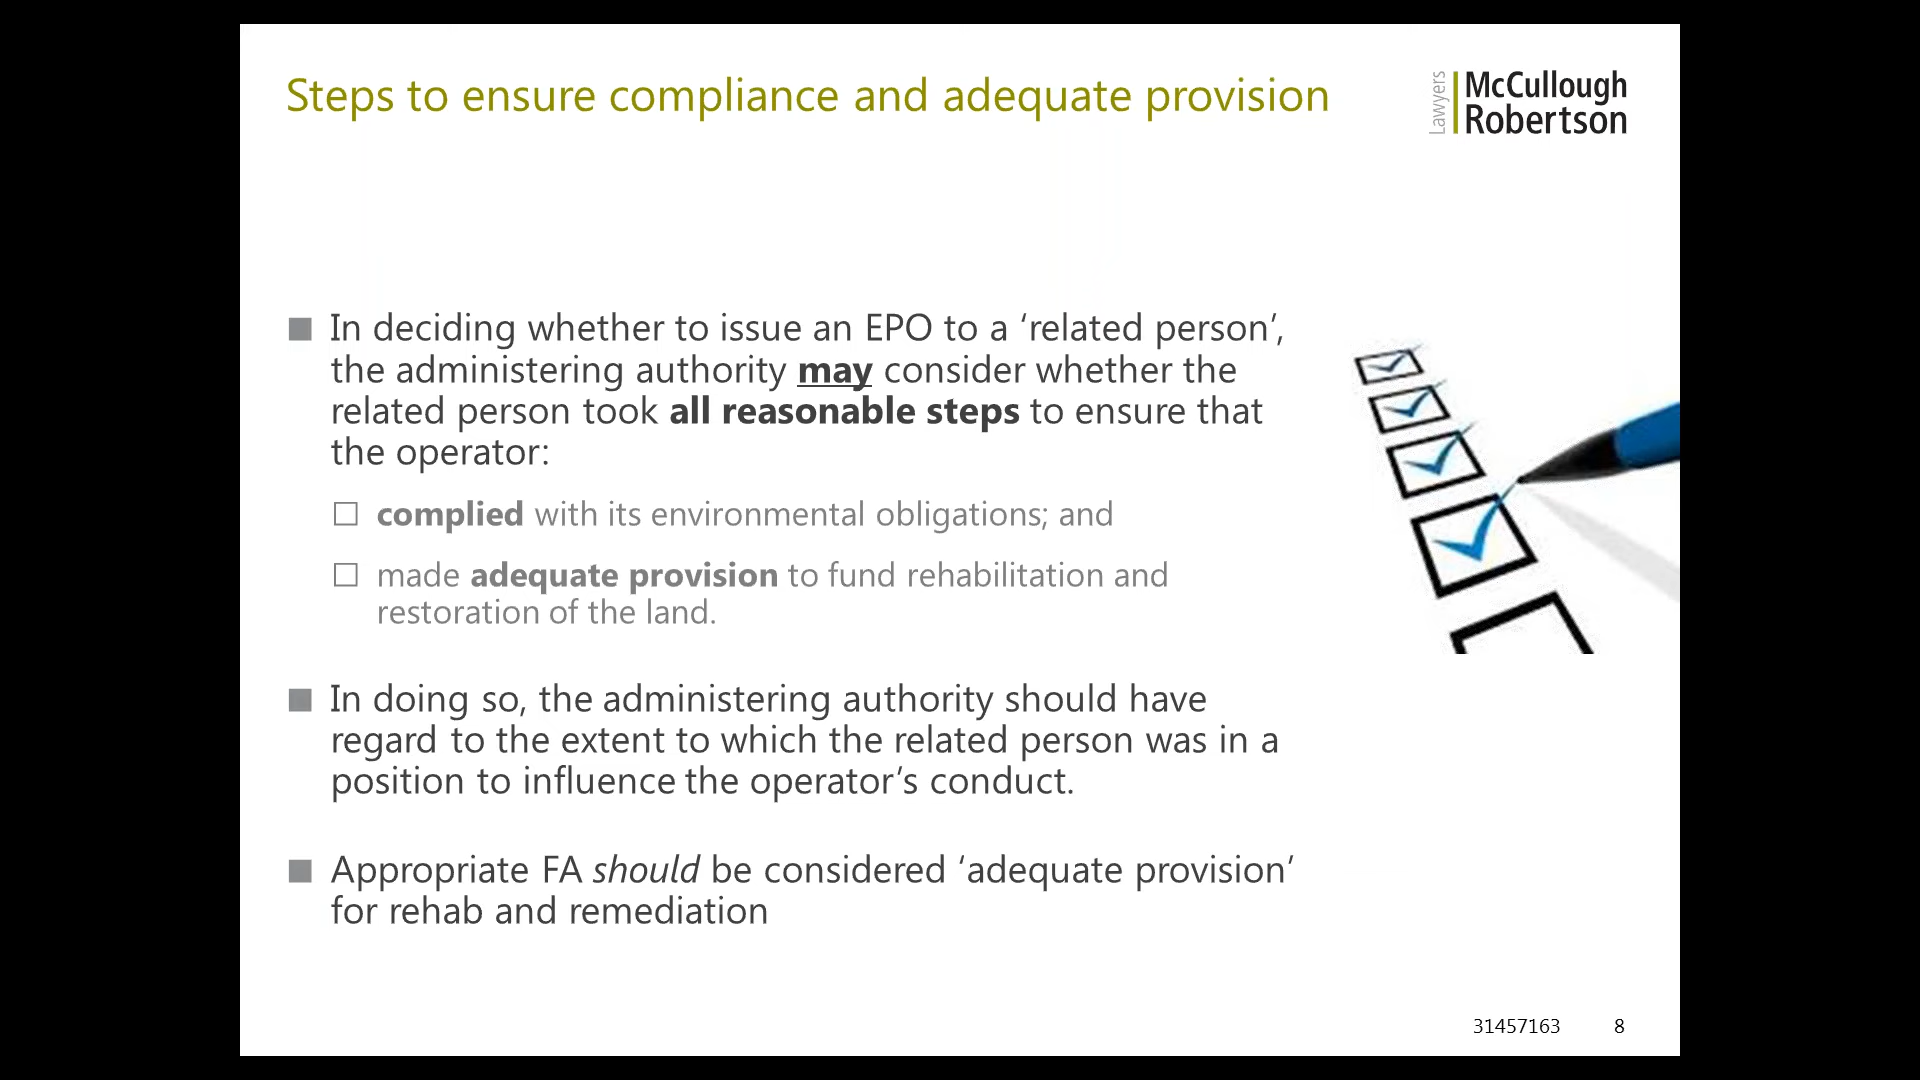 Steps to ensure compliance and adequate provision
Lawyers
McCullough
Robertson
■ In deciding whether to issue an EPO to a ‘related person’,
the administering authority may consider whether the
related person took all reasonable steps to ensure that
the operator:
□ complied with its environmental obligations; and
□ made adequate provision to fund rehabilitation and
restoration of the land.
■ In doing so, the administering authority should have
regard to the extent to which the related person was in a
position to influence the operator’s conduct.
■ Appropriate FA should be considered ‘adequate provision’
for rehab and remediation
31457163 8